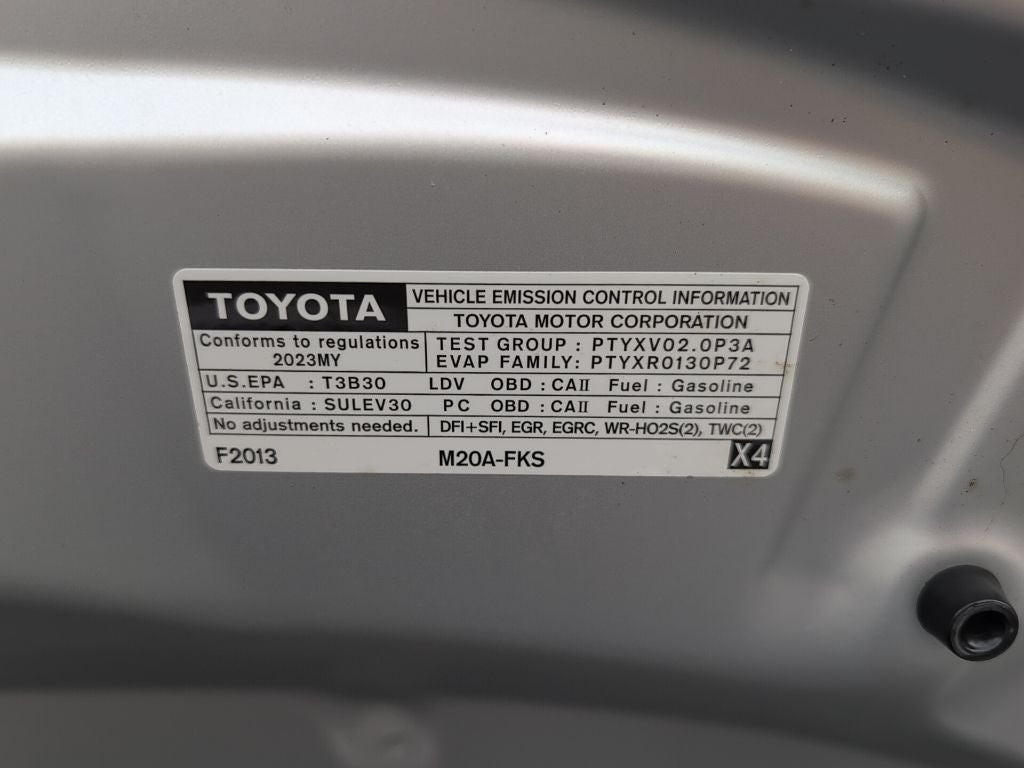 TOYOTA
VEHICLE EMISSION CONTROL INFORMATION
TOYOTA MOTOR CORPORATION
Conforms to regulations
2023MY
TEST GROUP : PTYXV02.0P3A
EVAP FAMILY: PTYXR0130P72
U.S.EPA : T3B30 LDV OBD : CAII Fuel : Gasoline
California : SULEV30 PC OBD : CAII Fuel : Gasoline
No adjustments needed. DFI+SFI, EGR, EGRC, WR-HO2S(2), TWC(2)
F2013 M20A-FKS X4